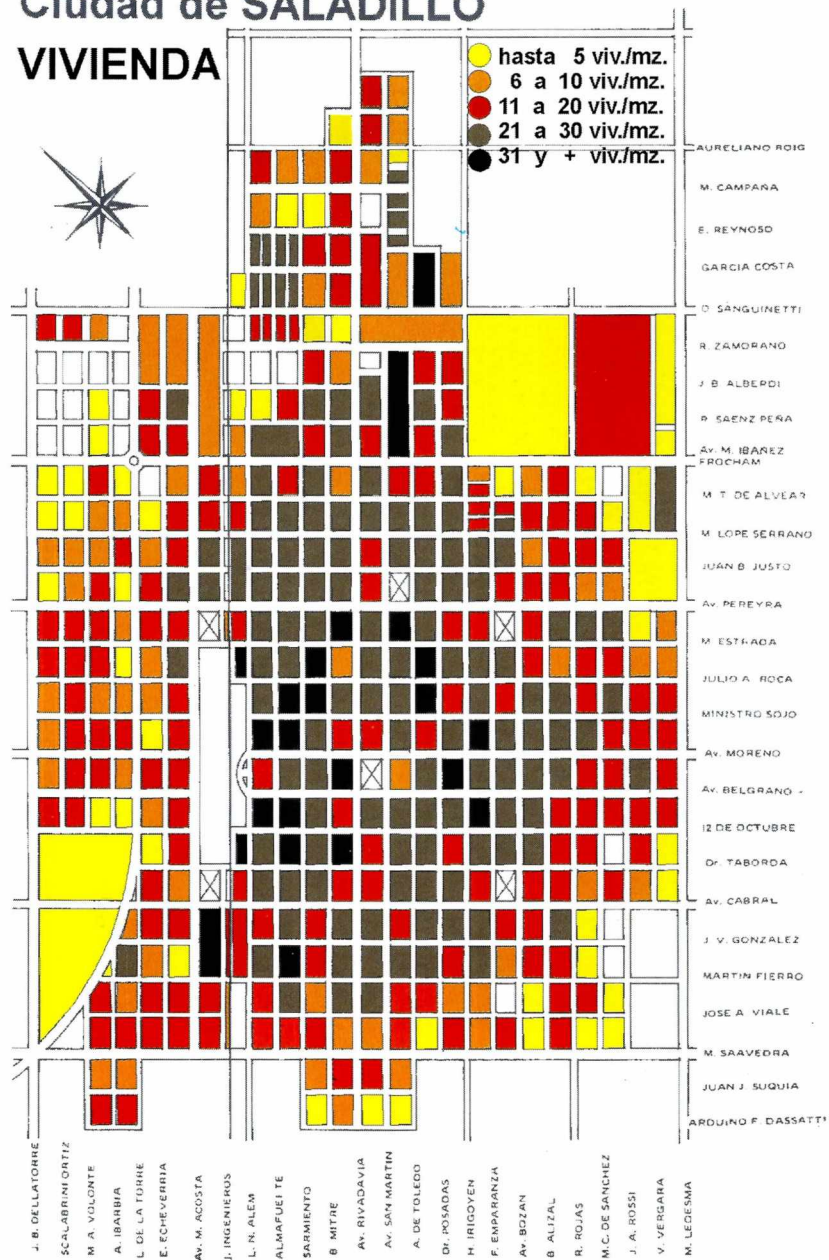 Ciudad de SALADILLO
VIVIENDA
hasta 5 viv./mz.
6 a 10 viv./mz.
11 a 20 viv./mz.
21 a 30 viv./mz.
31 y + viv./mz.
AURELIANO ROIG
M. CAMPAÑA
E. REYNOSO
GARCIA COSTA
D. SANGUINETTI
R. ZAMORANO
J B ALBERDI
R SAENZ PEÑA
Av. M. IBAÑEZ
FROCHAM
M T. DE ALVEAR
M LOPE SERRANO
JUAN B JUSTO
Av. PEREYRA
M ESTRADA
JULIO A ROCA
MINISTRO SOJO
Av. MORENO
Av. BELGRANO -
12 DE OCTUBRE
Dr. TABORDA
Av. CABRAL
J. V. GONZALEZ
MARTIN FIERRO
JOSE A VIALE
M. SAAVEDRA
JUAN J. SUQUIA
ARDUINO F. DASSATTI
J. B. DELLATORRE
SCALABRINI ORTIZ
M A. VOLONTE
A. IBARBIA
L DE LA TORRE
E. ECHEVERRIA
Av. M. ACOSTA
J. INGENIEROS
L. N. ALEM
ALMAFUERTE
SARMIENTO
B MITRE
Av. RIVADAVIA
Av. SAN MARTIN
A. DE TOLEDO
Dr. POSADAS
H. IRIGOYEN
F. EMPARANZA
Av. BOZAN
B ALIZAL
R. ROJAS
M.C. DE SANCHEZ
J. A. ROSSI
V. VERGARA
M. LEDESMA